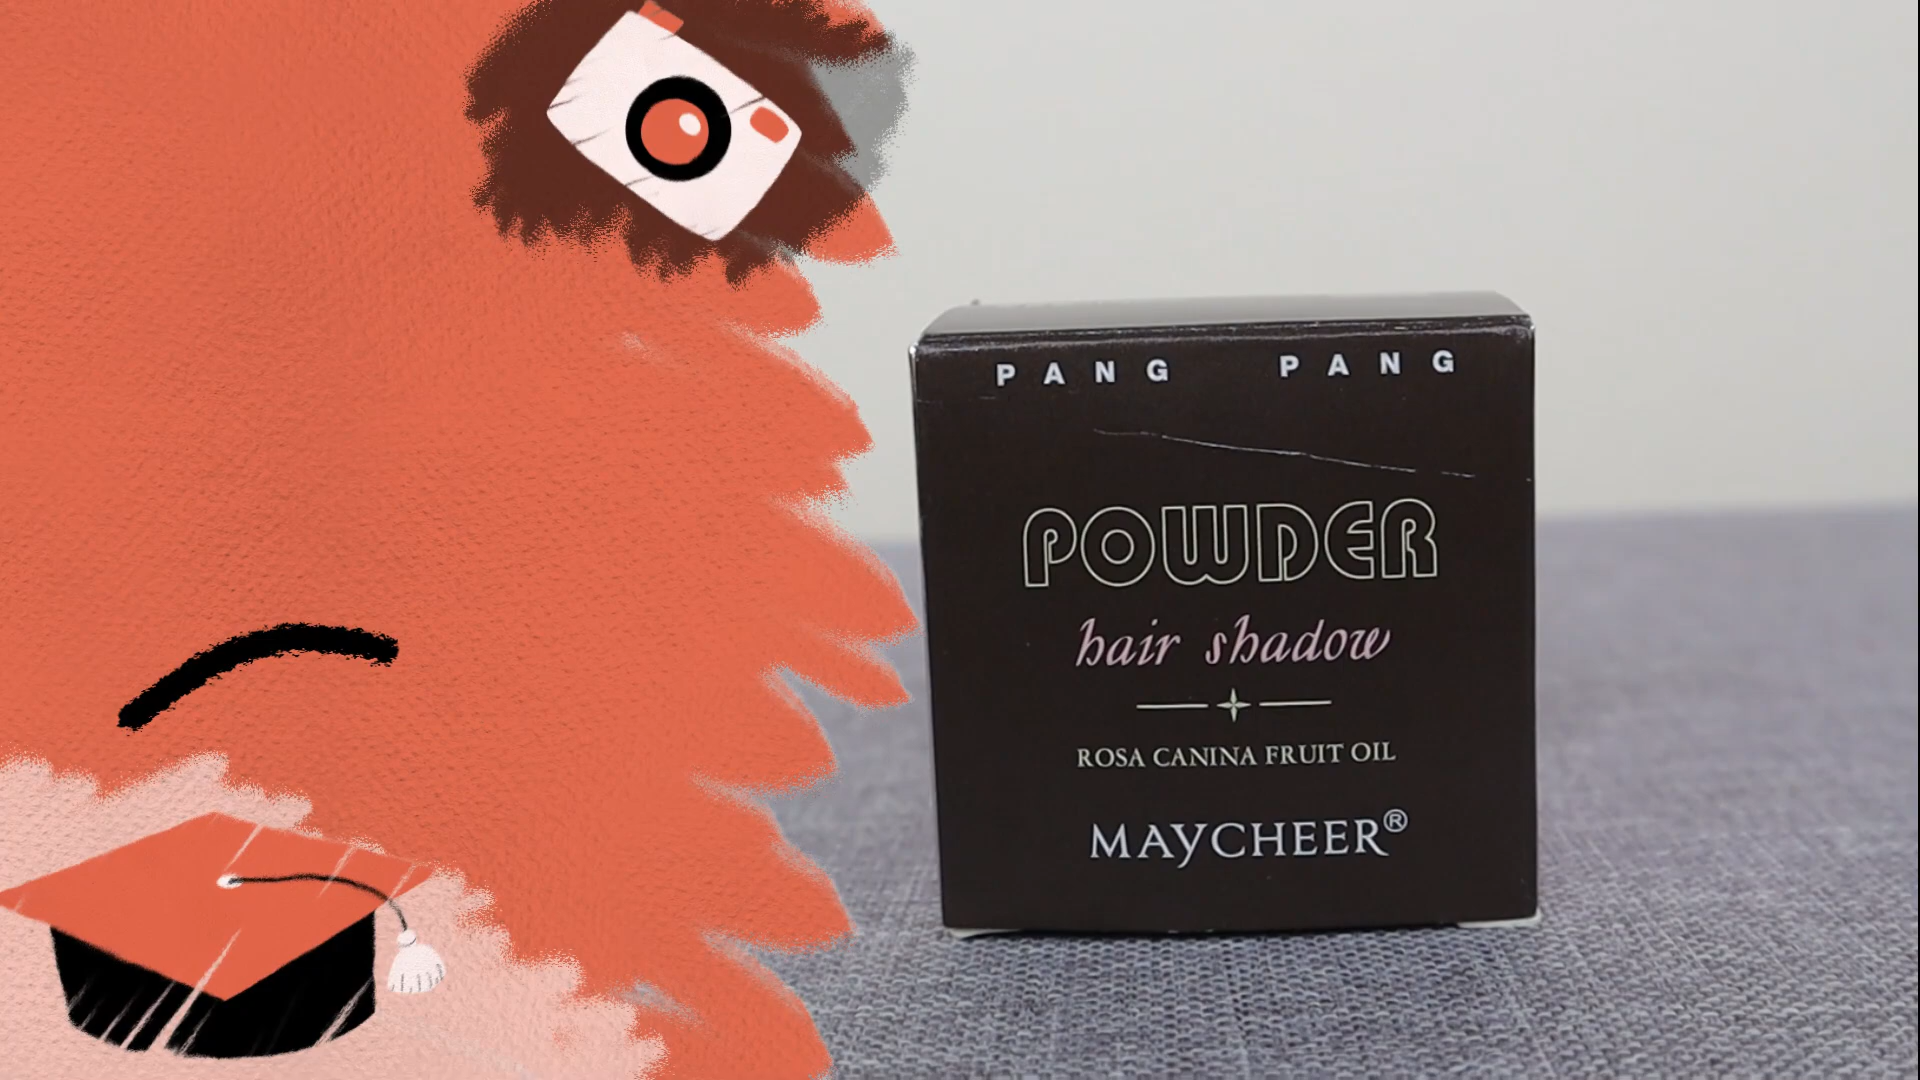 PANG PANG
POWDER
hair shadow
ROSA CANINA FRUIT OIL
MAYCHEER®